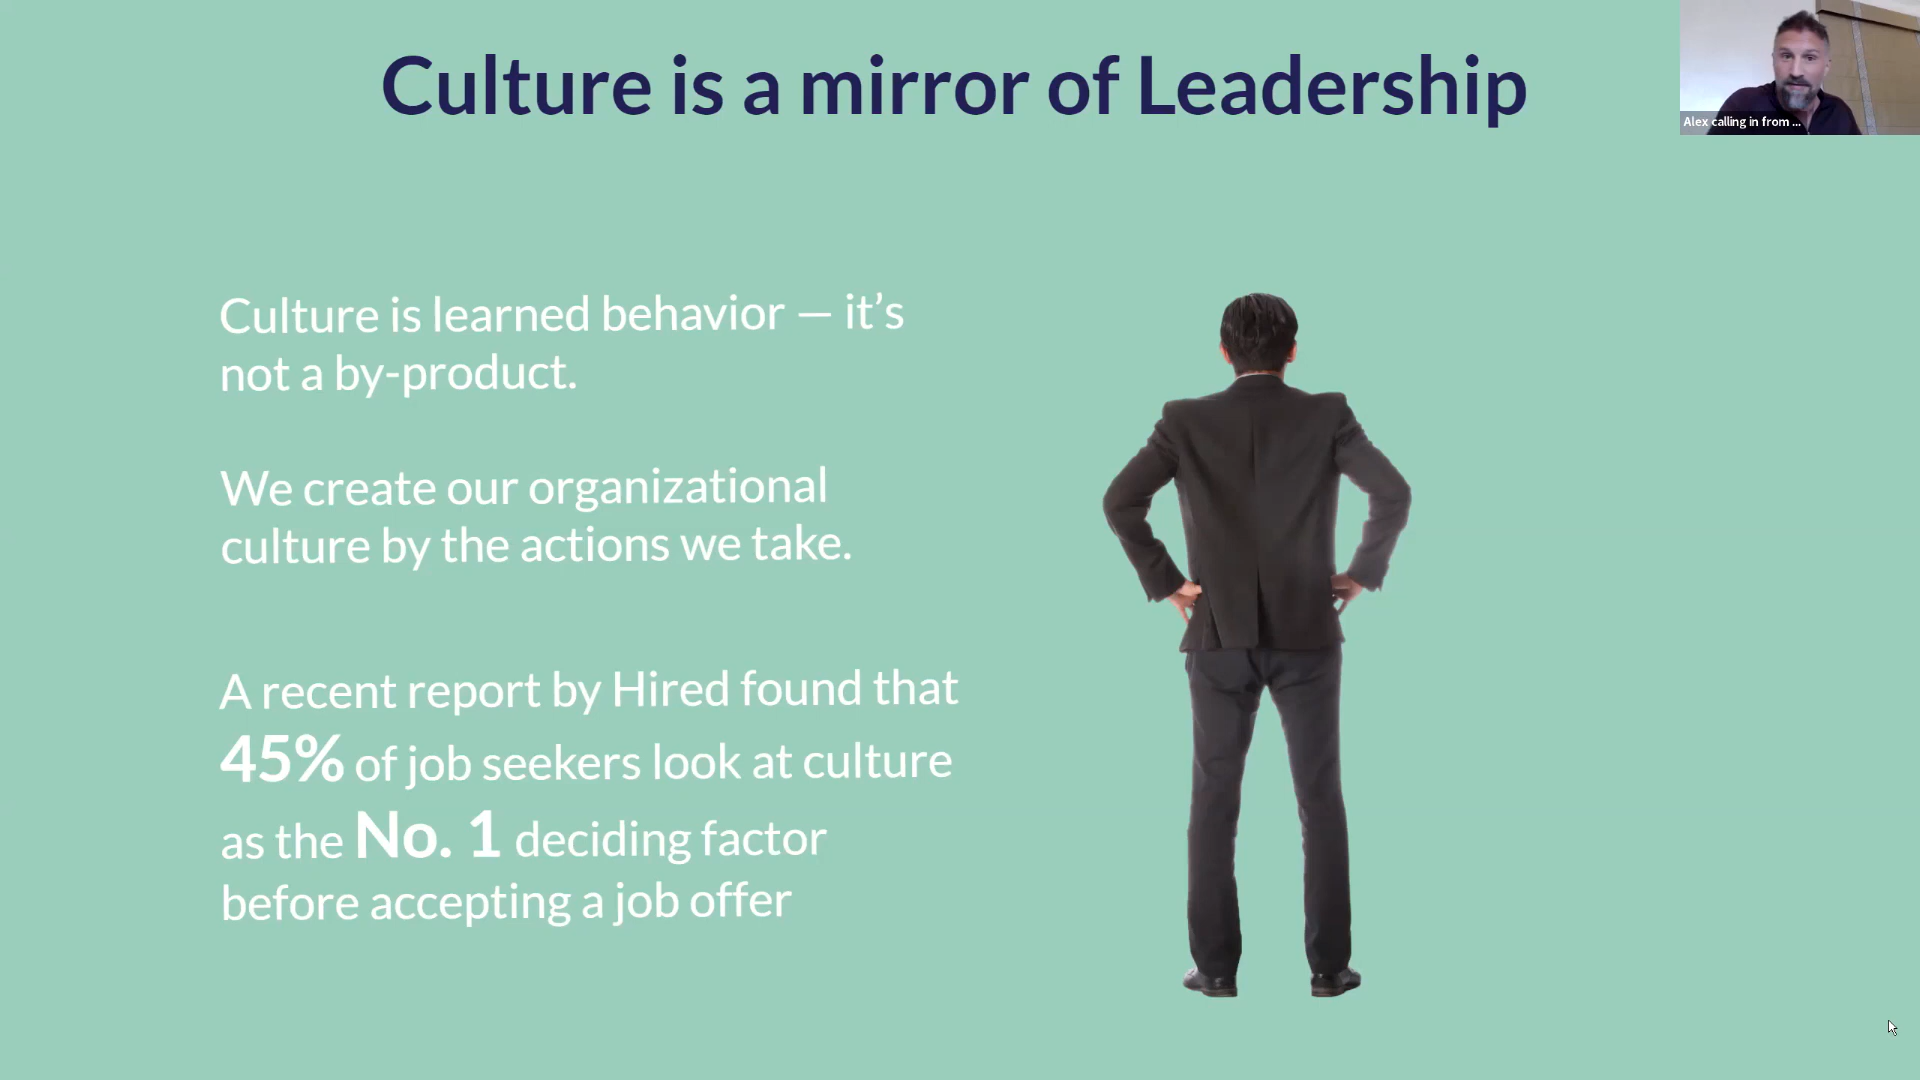 Culture is a mirror of Leadership
Alex calling in from ...
Culture is learned behavior — it’s
not a by-product.
We create our organizational
culture by the actions we take.
A recent report by Hired found that
45% of job seekers look at culture
as the No. 1 deciding factor
before accepting a job offer